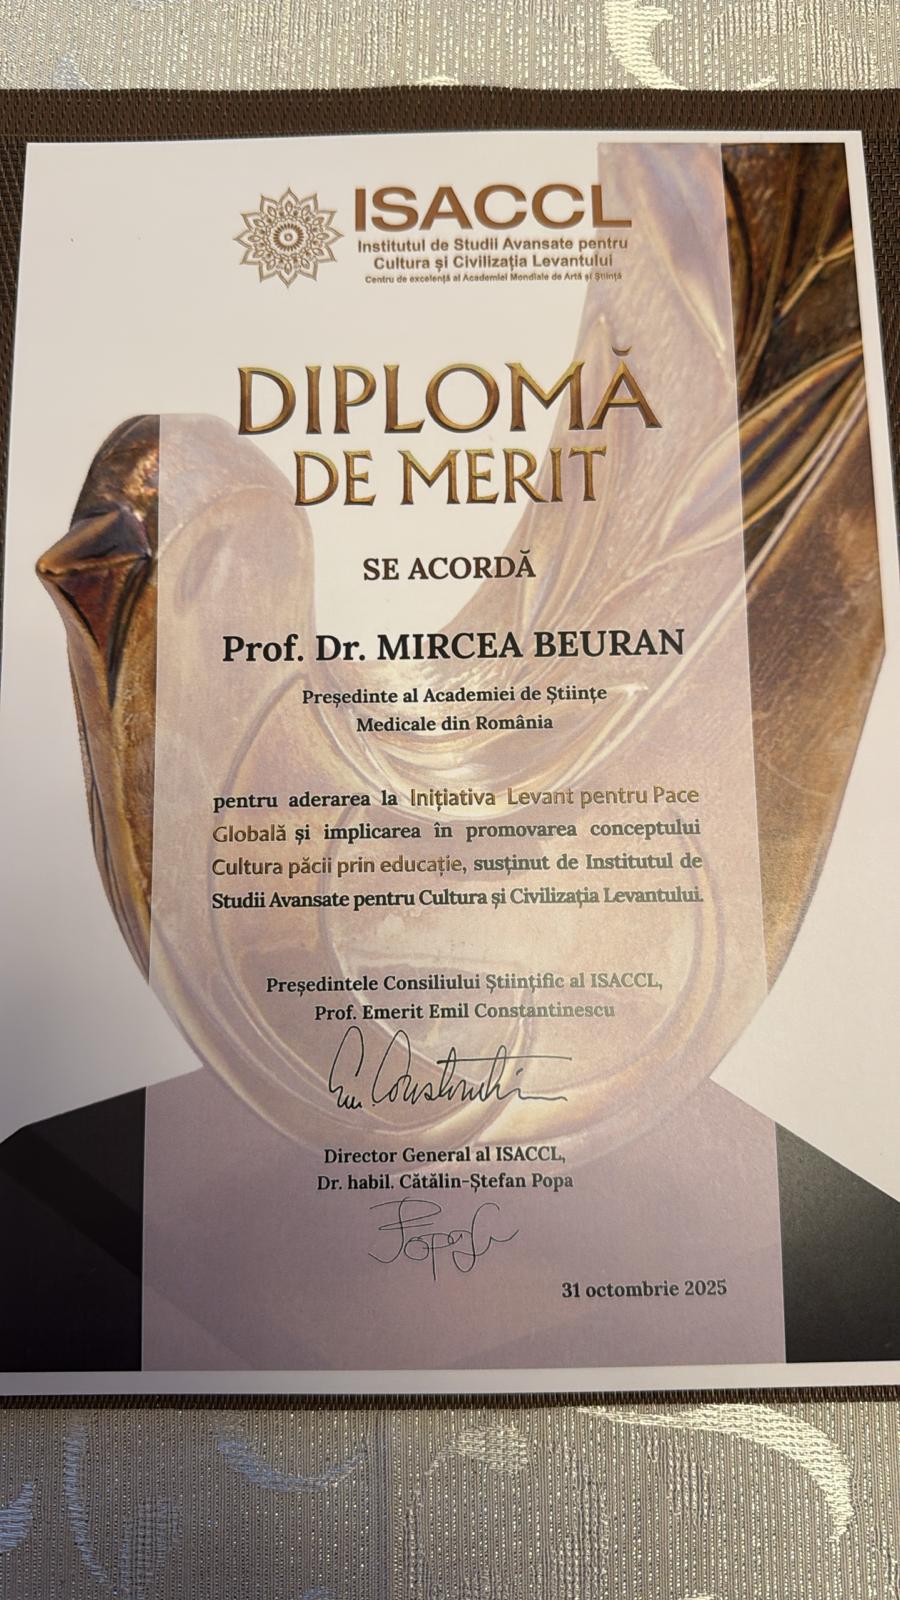 ISACCL
Institutul de Studii Avansate pentru
Cultura și Civilizația Levantului
Centru de excelență al Academiei Mondiale de Artă și Știință
DIPLOMĂ
DE MERIT
SE ACORDĂ
Prof. Dr. MIRCEA BEURAN
Președinte al Academiei de Științe
Medicale din România
pentru aderarea la Inițiativa Levant pentru Pace
Globală și implicarea în promovarea conceptului
Cultura păcii prin educație, susținut de Institutul de
Studii Avansate pentru Cultura și Civilizația Levantului.
Președintele Consiliului Științific al ISACCL,
Prof. Emerit Emil Constantinescu
Em. Constantinescu
Director General al ISACCL,
Dr. habil. Cătălin-Ștefan Popa
31 octombrie 2025